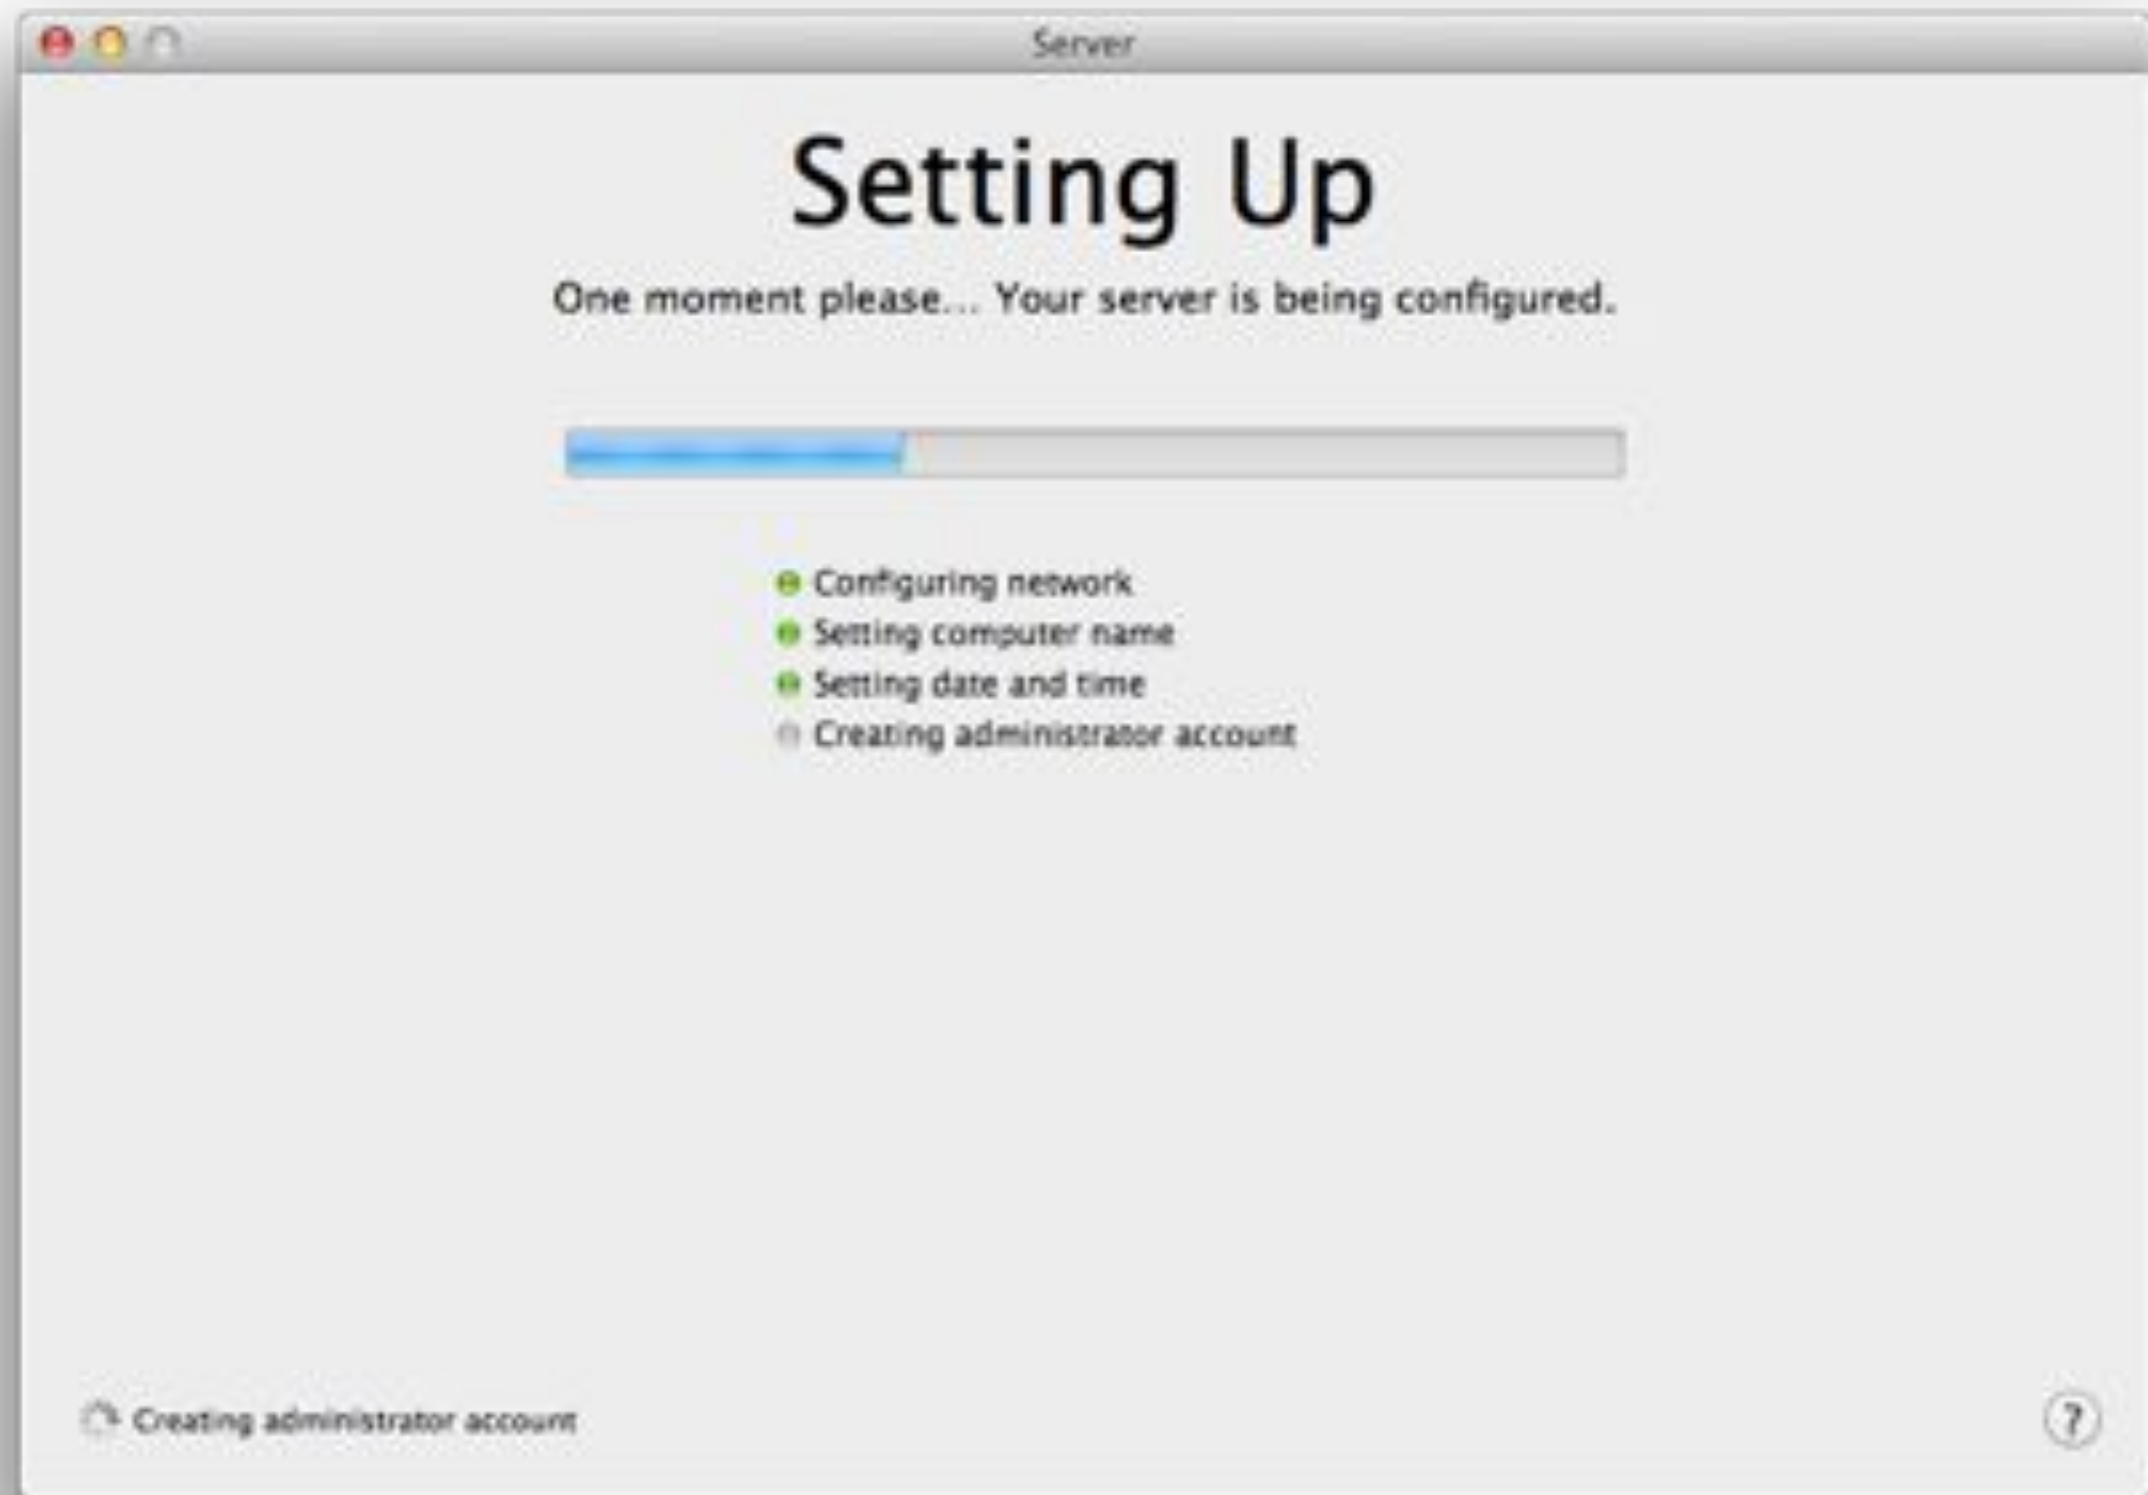 Server
Setting Up
One moment please... Your server is being configured.
Configuring network
Setting computer name
Setting date and time
Creating administrator account
Creating administrator account
?